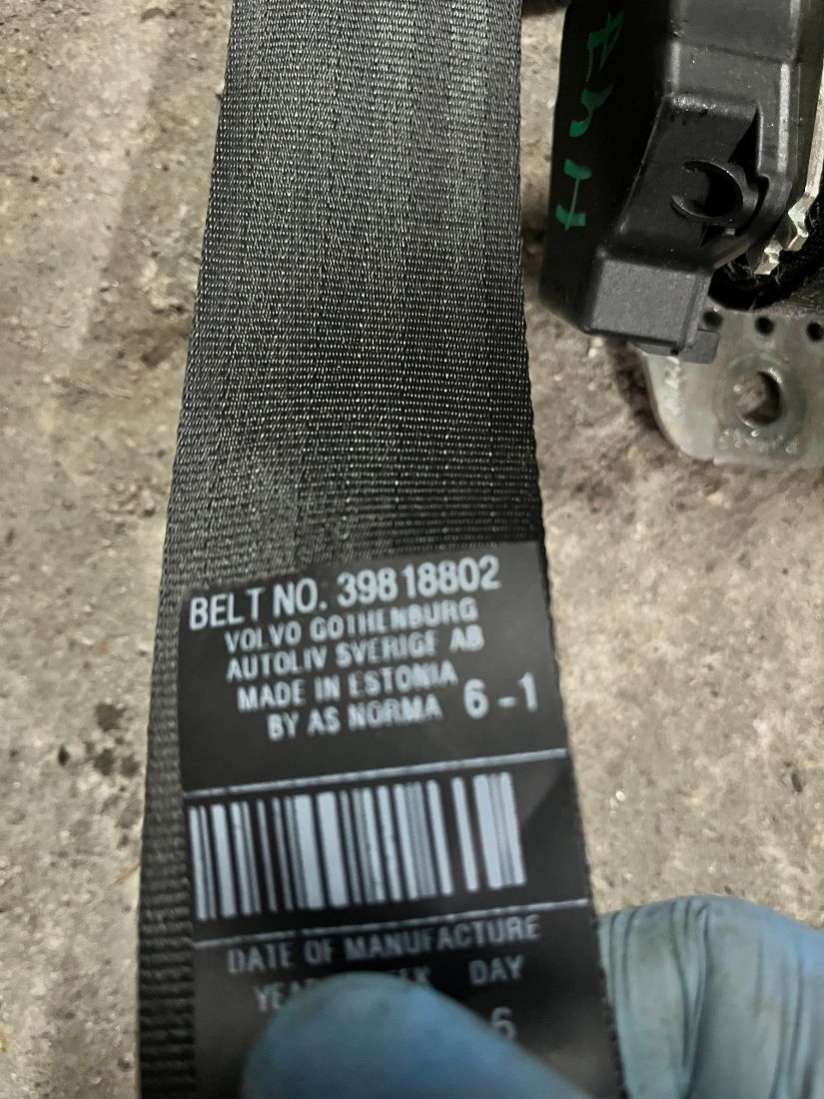 BELT NO. 39818802
VOLVO GOTHENBURG
AUTOLIV SVERIGE AB
MADE IN ESTONIA
BY AS NORMA 6-1
DATE OF MANUFACTURE
DAY